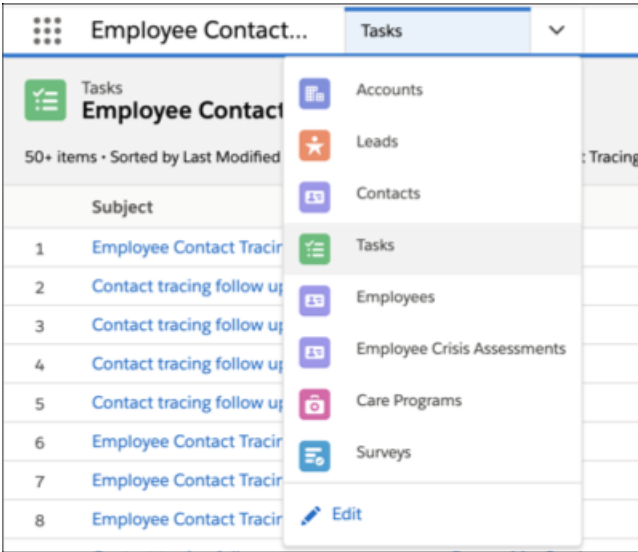 Employee Contact... Tasks
Tasks
Employee Contact
50+ items • Sorted by Last Modified
t Tracing
Subject
1 Employee Contact Tracin
2 Contact tracing follow up
3 Contact tracing follow up
4 Contact tracing follow up
5 Contact tracing follow up
6 Employee Contact Tracin
7 Employee Contact Tracin
8 Employee Contact Tracin
Accounts
Leads
Contacts
Tasks
Employees
Employee Crisis Assessments
Care Programs
Surveys
Edit